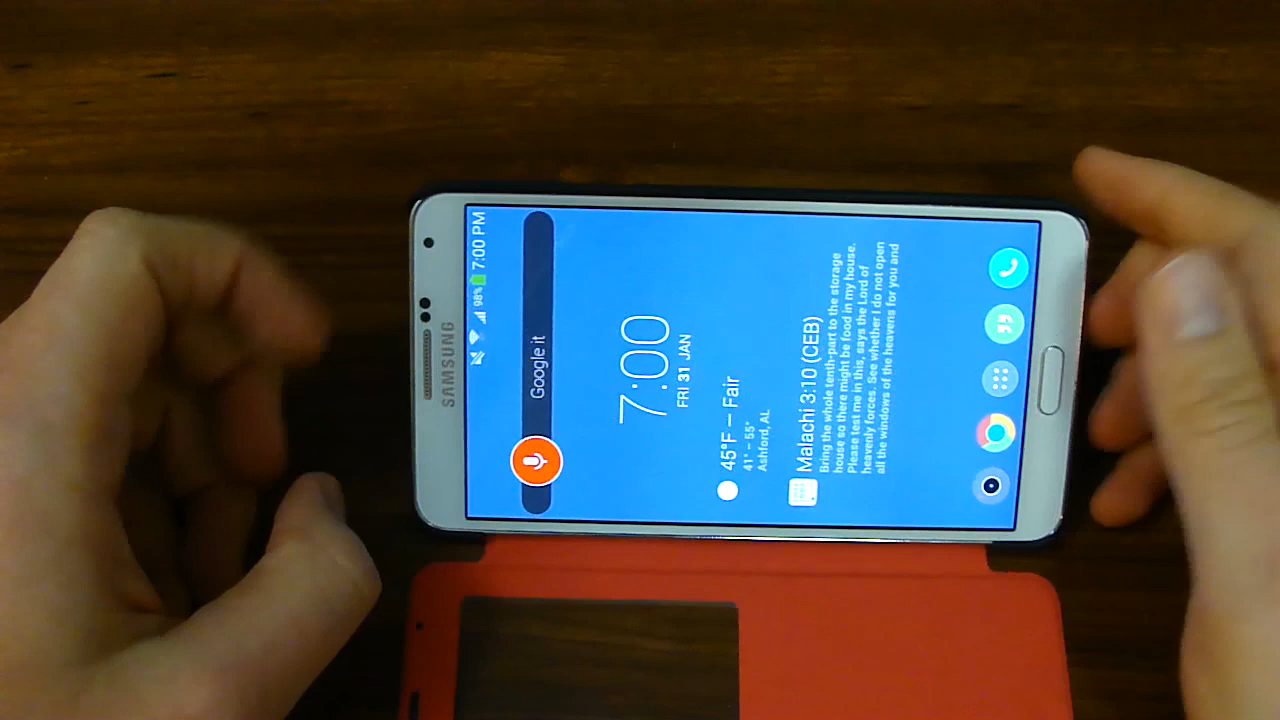 98% 7:00 PM
SAMSUNG
Google it
7:00
FRI 31 JAN
45°F – Fair
41° – 55°
Ashford, AL
Malachi 3:10 (CEB)
Bring the whole tenth-part to the storage
house so there might be food in my house.
Please test me in this, says the Lord of
heavenly forces. See whether I do not open
all the windows of the heavens for you and